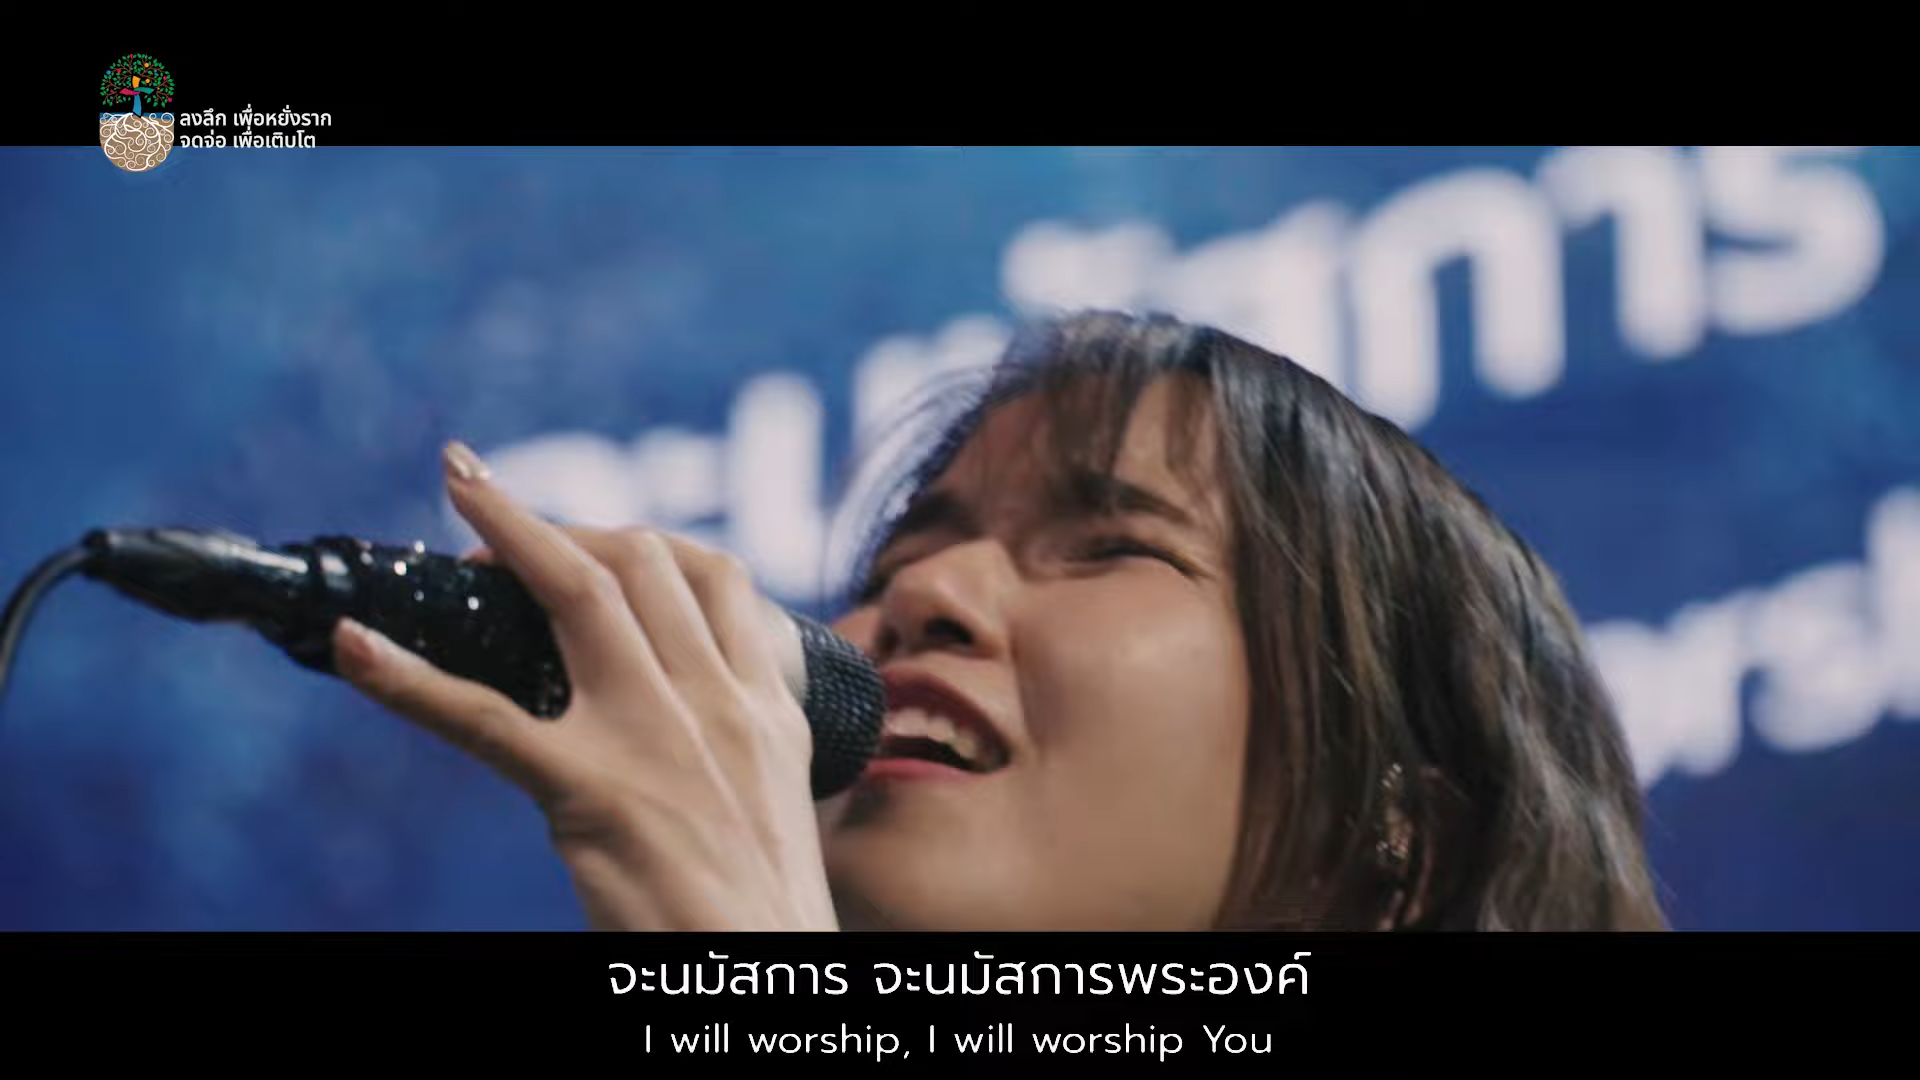 ลงลึก เพื่อหยั่งราก
จดจ่อ เพื่อเติบโต
จะนมัสการ จะนมัสการพระองค์
I will worship, I will worship You